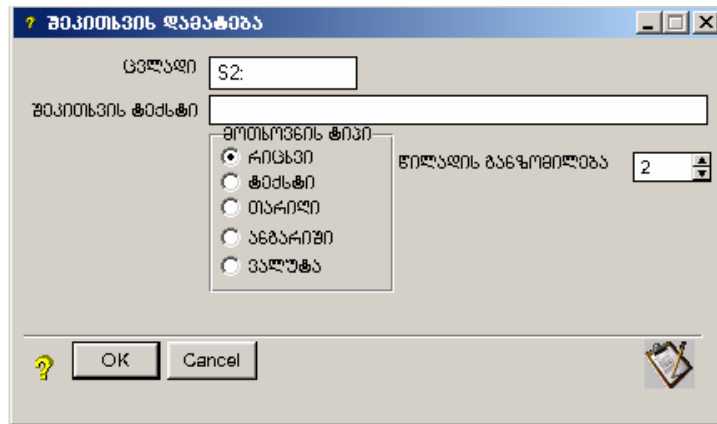 შეკითხვის დამატება
ცვლადი S2:
შეკითხვის ტექსტი
მოთხოვნის ტიპი
რიცხვი
ტექსტი
თარიღი
ანგარიში
ვალუტა
წილადის განზომილება 2
OK Cancel